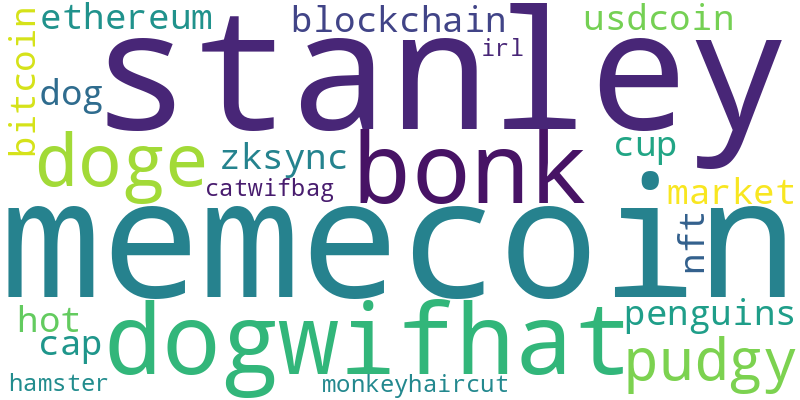 ethereum
blockchain
usdcoin
bitcoin
stanley
irl
dog
doge
zksync
bonk
cup
catwifbag
market
memecoin
nft
hot
cap
dogwifhat
penguins
pudgy
hamster
monkeyhaircut